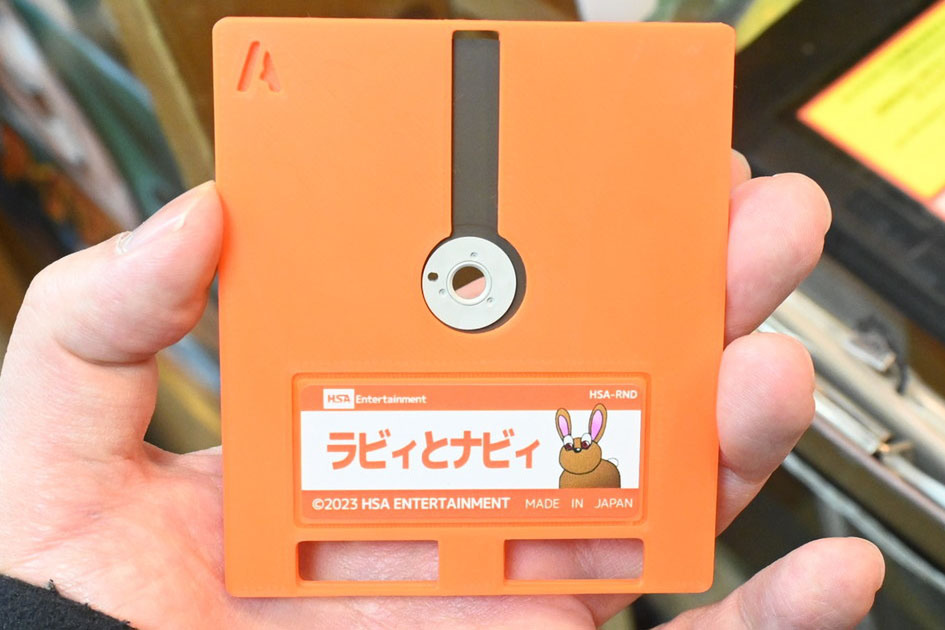 A
HSA Entertainment HSA-RND
ラビィとナビィ
©2023 HSA ENTERTAINMENT MADE IN JAPAN